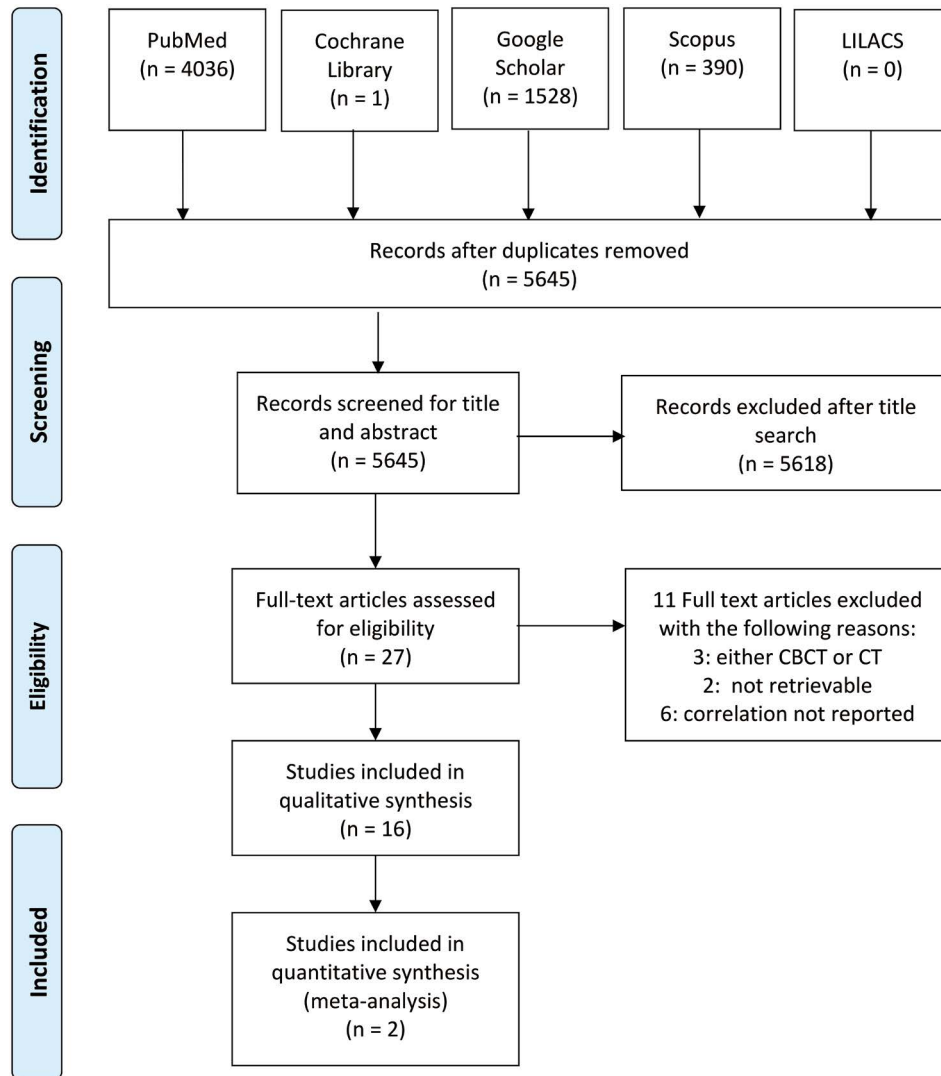 Identification
PubMed
(n = 4036)
Cochrane
Library
(n = 1)
Google
Scholar
(n = 1528)
Scopus
(n = 390)
LILACS
(n = 0)
Records after duplicates removed
(n = 5645)
Screening
Records screened for title
and abstract
(n = 5645)
Records excluded after title
search
(n = 5618)
Eligibility
Full-text articles assessed
for eligibility
(n = 27)
11 Full text articles excluded
with the following reasons:
3: either CBCT or CT
2: not retrievable
6: correlation not reported
Studies included in
qualitative synthesis
(n = 16)
Included
Studies included in
quantitative synthesis
(meta-analysis)
(n = 2)